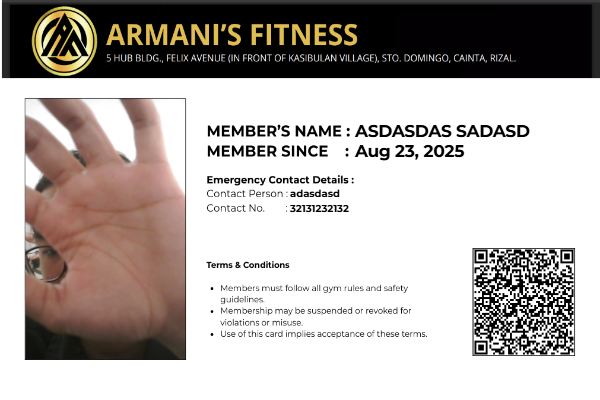 ARMANI'S FITNESS
5 HUB BLDG., FELIX AVENUE (IN FRONT OF KASIBULAN VILLAGE), STO. DOMINGO, CAINTA, RIZAL.
MEMBER'S NAME : ASDASDAS SADASD
MEMBER SINCE : Aug 23, 2025
Emergency Contact Details :
Contact Person : adasdasd
Contact No. : 32131232132
Terms & Conditions
• Members must follow all gym rules and safety
guidelines.
• Membership may be suspended or revoked for
violations or misuse.
• Use of this card implies acceptance of these terms.